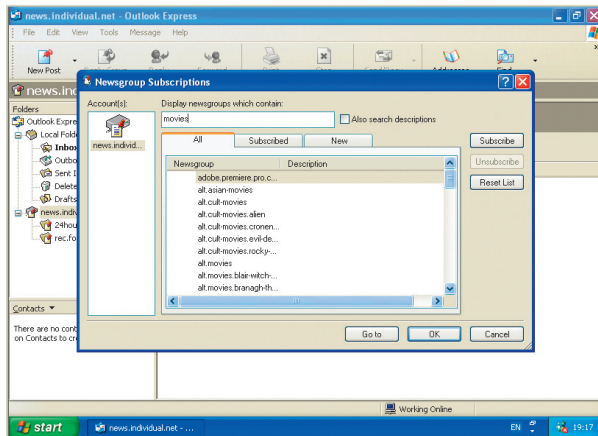 news.individual.net - Outlook Express
File Edit View Tools Message Help
New Post
news.ind
Newsgroup Subscriptions
Account(s):
news.individ...
Display newsgroups which contain:
movies
Also search descriptions
All Subscribed New
Newsgroup Description
adobe.premiere.pro.c...
alt.asian-movies
alt.cult-movies
alt.cult-movies.alien
alt.cult-movies.cronen...
alt.cult-movies.evil-de...
alt.cult-movies.rocky-...
alt.movies
alt.movies.blair-witch-...
alt.movies.branagh-th...
Subscribe
Unsubscribe
Reset List
Go to OK Cancel
Folders
Outlook Expre
Local Fold
Inbox
Outbo
Sent I
Delete
Drafts
news.indiv
24hou
rec.fo
Contacts
There are no cont
on Contacts to cr
Working Online
start news.individual.net - ... EN 19:17